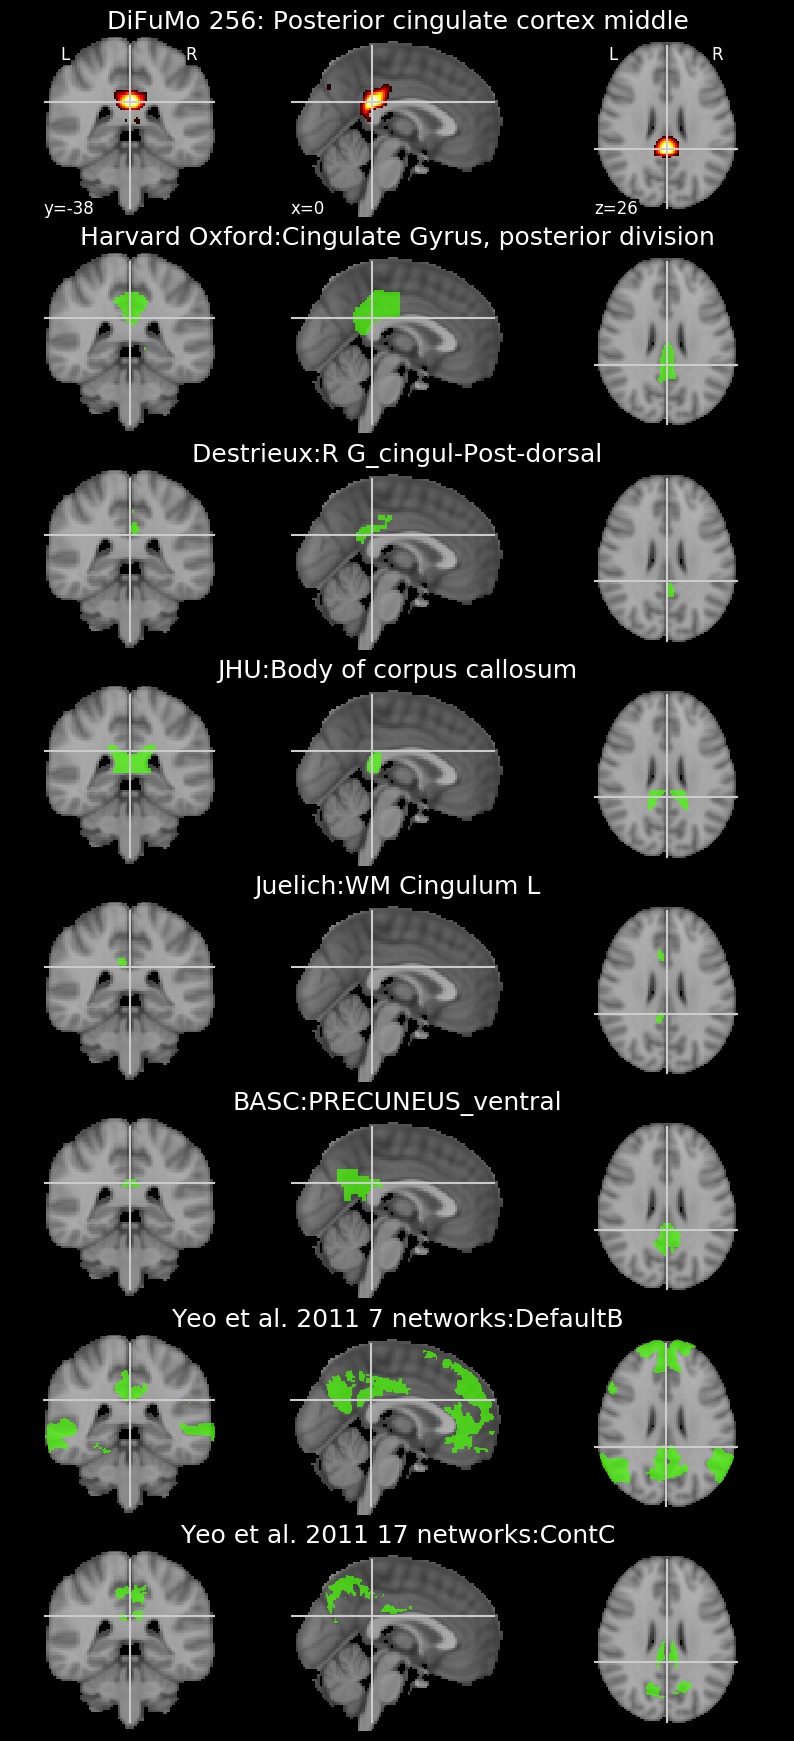 DiFuMo 256: Posterior cingulate cortex middle
L R L R
y=-38 x=0 z=26
Harvard Oxford:Cingulate Gyrus, posterior division
Destrieux:R G_cingul-Post-dorsal
JHU:Body of corpus callosum
Juelich:WM Cingulum L
BASC:PRECUNEUS_ventral
Yeo et al. 2011 7 networks:DefaultB
Yeo et al. 2011 17 networks:ContC